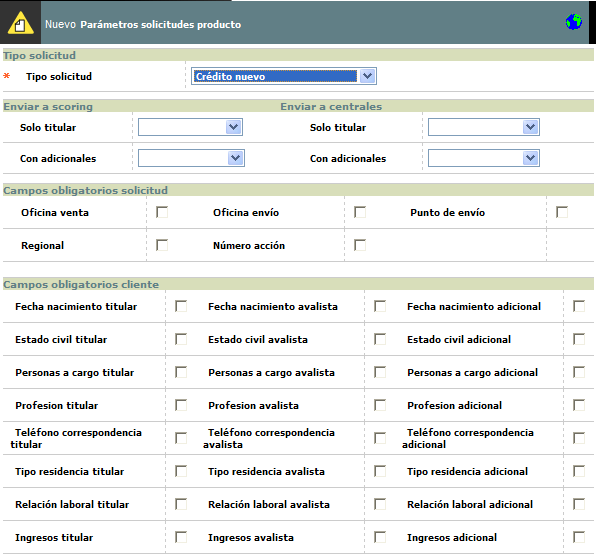 Nuevo Parámetros solicitudes producto
Tipo solicitud
* Tipo solicitud Crédito nuevo
Enviar a scoring Enviar a centrales
Solo titular Solo titular
Con adicionales Con adicionales
Campos obligatorios solicitud
Oficina venta Oficina envío Punto de envío
Regional Número acción
Campos obligatorios cliente
Fecha nacimiento titular Fecha nacimiento avalista Fecha nacimiento adicional
Estado civil titular Estado civil avalista Estado civil adicional
Personas a cargo titular Personas a cargo avalista Personas a cargo adicional
Profesion titular Profesion avalista Profesion adicional
Teléfono correspondencia Teléfono correspondencia Teléfono correspondencia
titular avalista adicional
Tipo residencia titular Tipo residencia avalista Tipo residencia adicional
Relación laboral titular Relación laboral avalista Relación laboral adicional
Ingresos titular Ingresos avalista Ingresos adicional